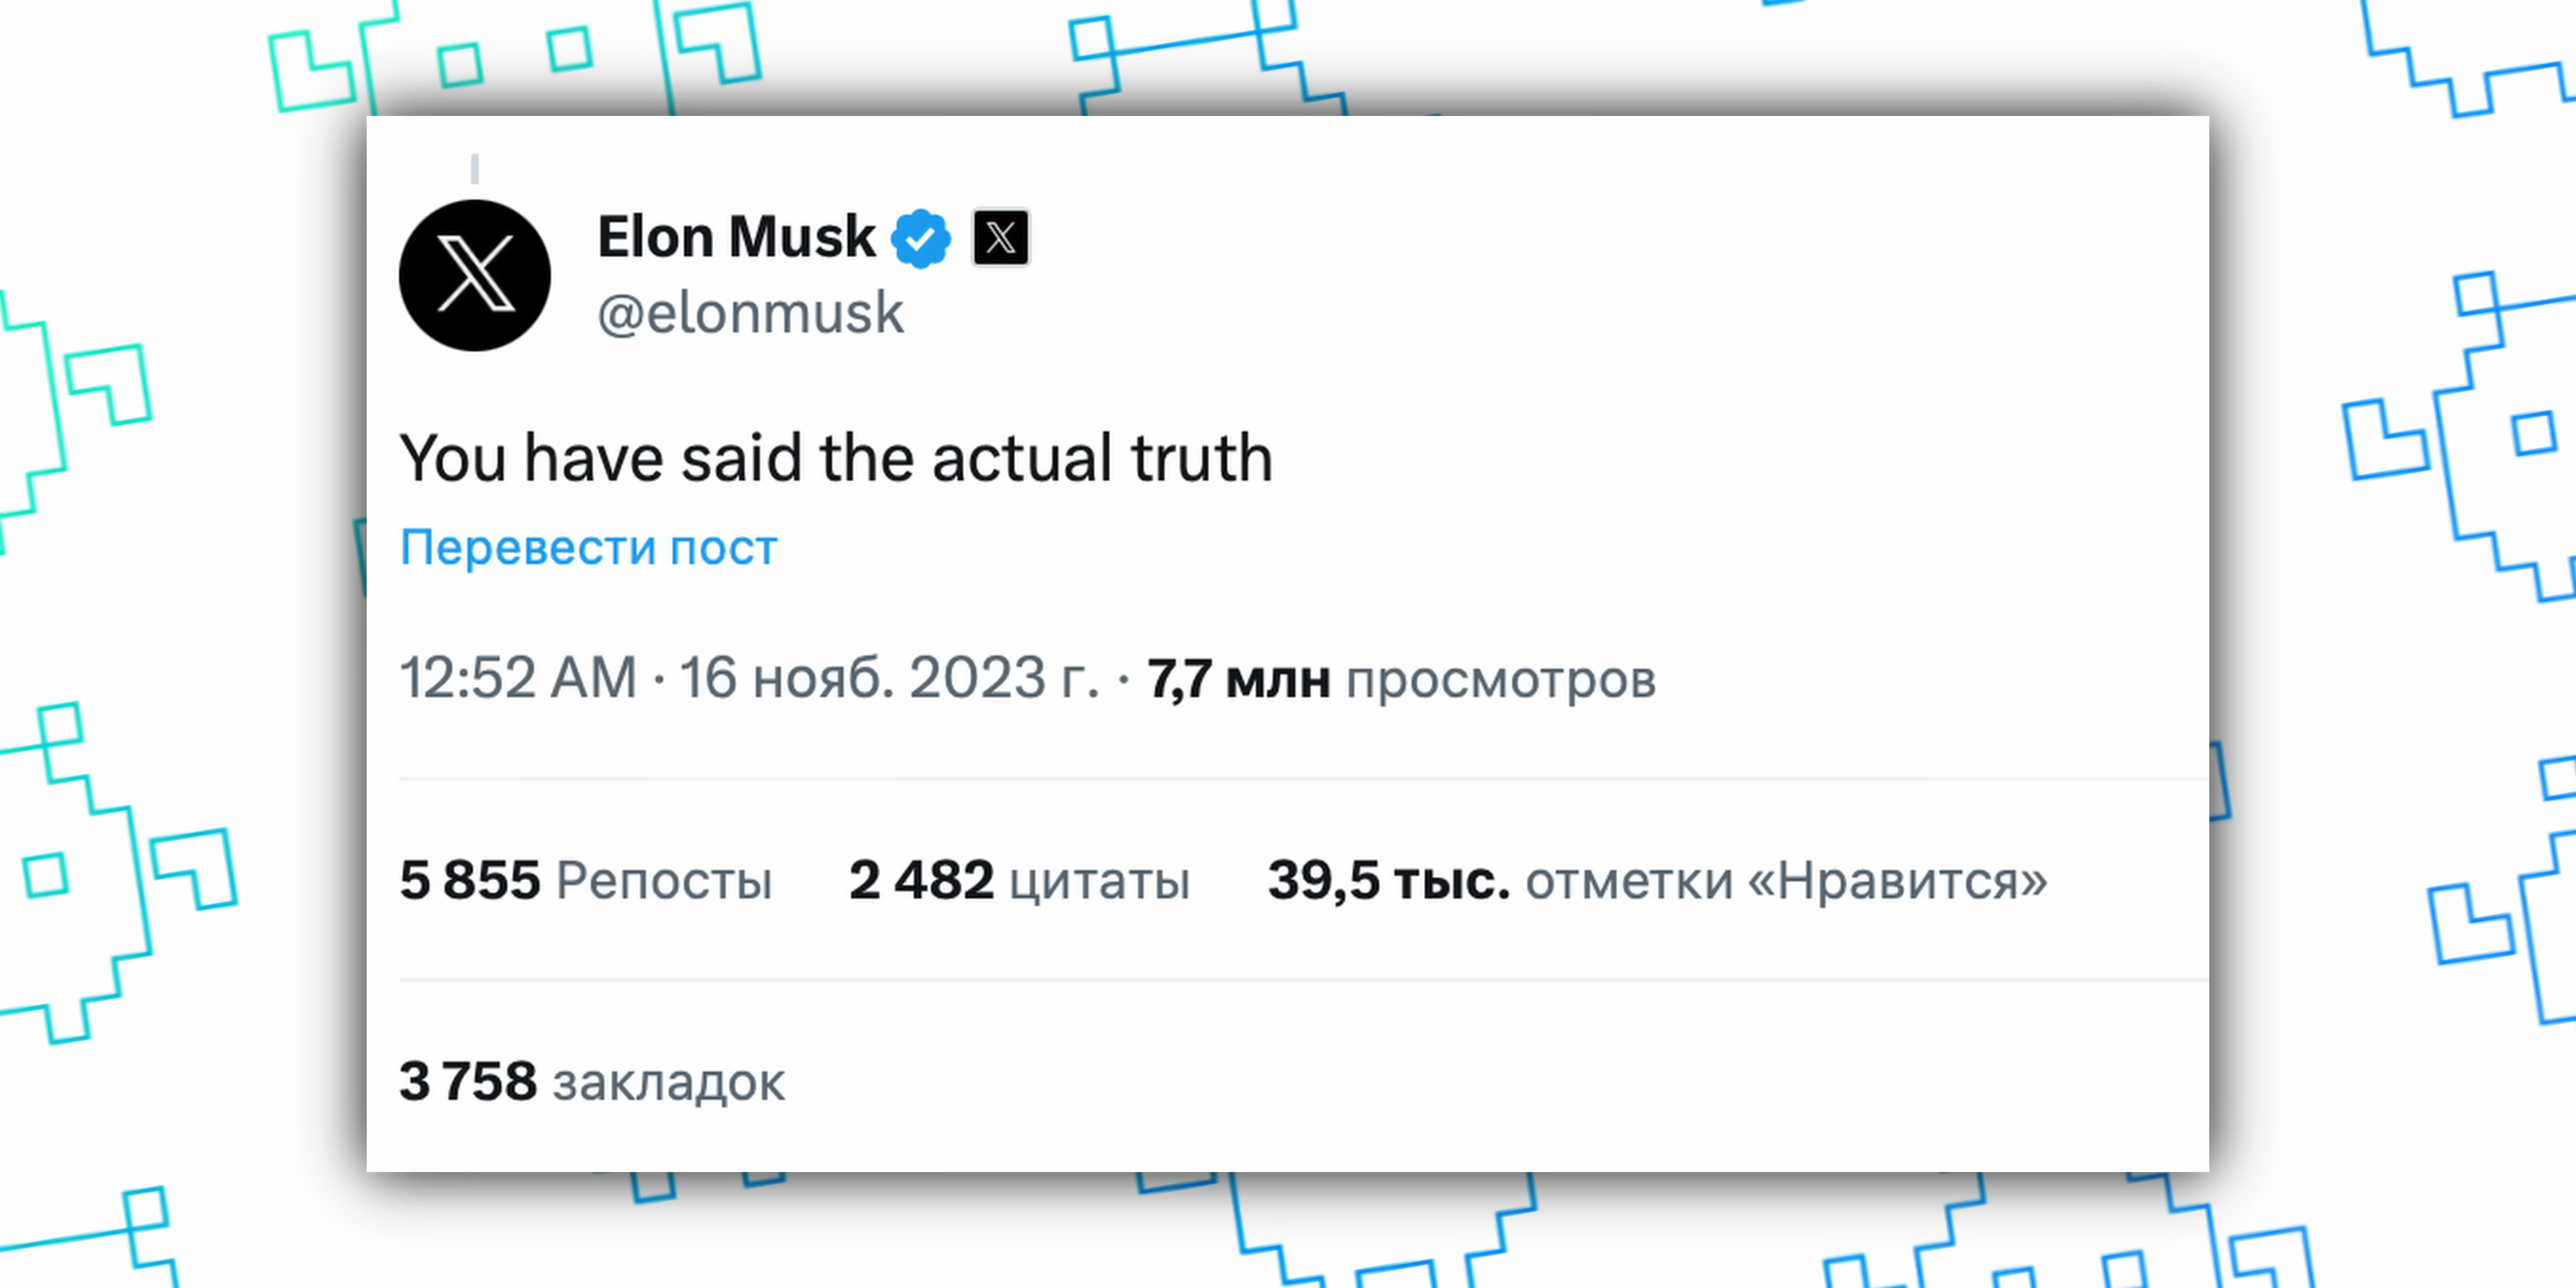 Elon Musk
@elonmusk
You have said the actual truth
Перевести пост
12:52 AM · 16 нояб. 2023 г. · 7,7 млн просмотров
5 855 Репосты 2 482 цитаты 39,5 тыс. отметки «Нравится»
3 758 закладок